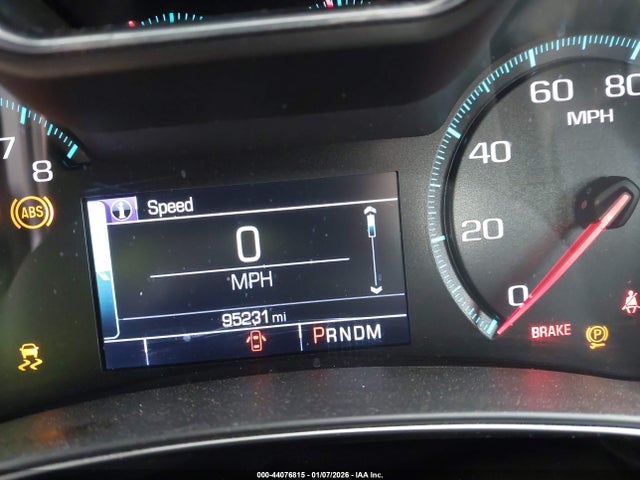 60 80
MPH
7
8
40
ABS
Speed
0
20
MPH
0
95231 mi
PRNDM
BRAKE
P
000-44076815 - 01/07/2026 - IAA Inc.